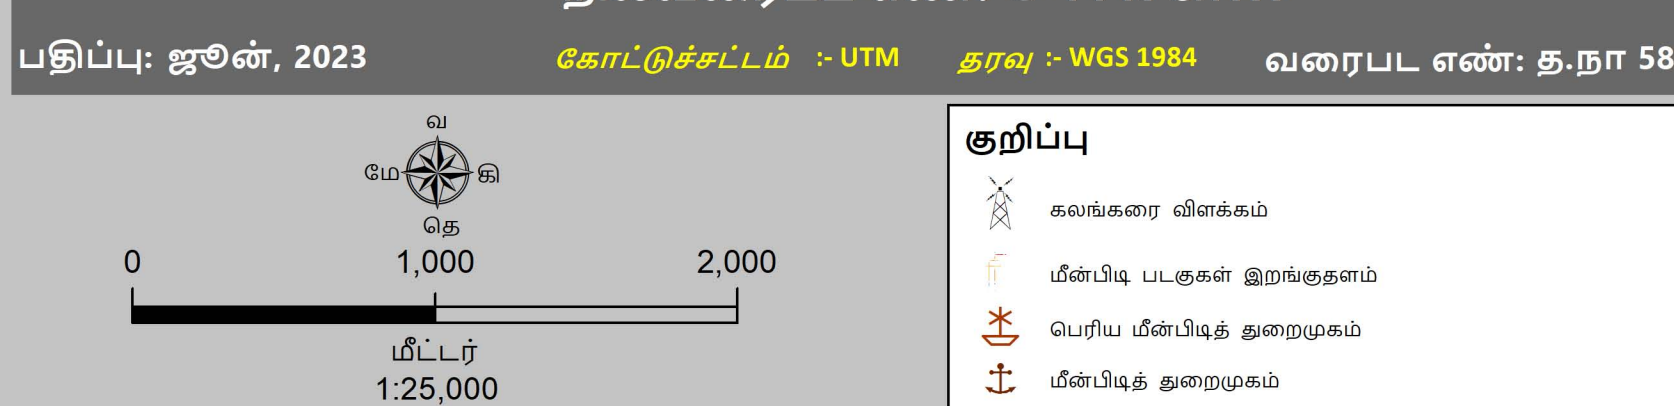 பதிப்பு: ஜூன், 2023 கோட்டுச்சட்டம் :- UTM தரவு :- WGS 1984 வரைபட எண்: த.நா 58
வ
மே கி
தெ
0 1,000 2,000
மீட்டர்
1:25,000
குறிப்பு
கலங்கரை விளக்கம்
மீன்பிடி படகுகள் இறங்குதளம்
பெரிய மீன்பிடித் துறைமுகம்
மீன்பிடித் துறைமுகம்